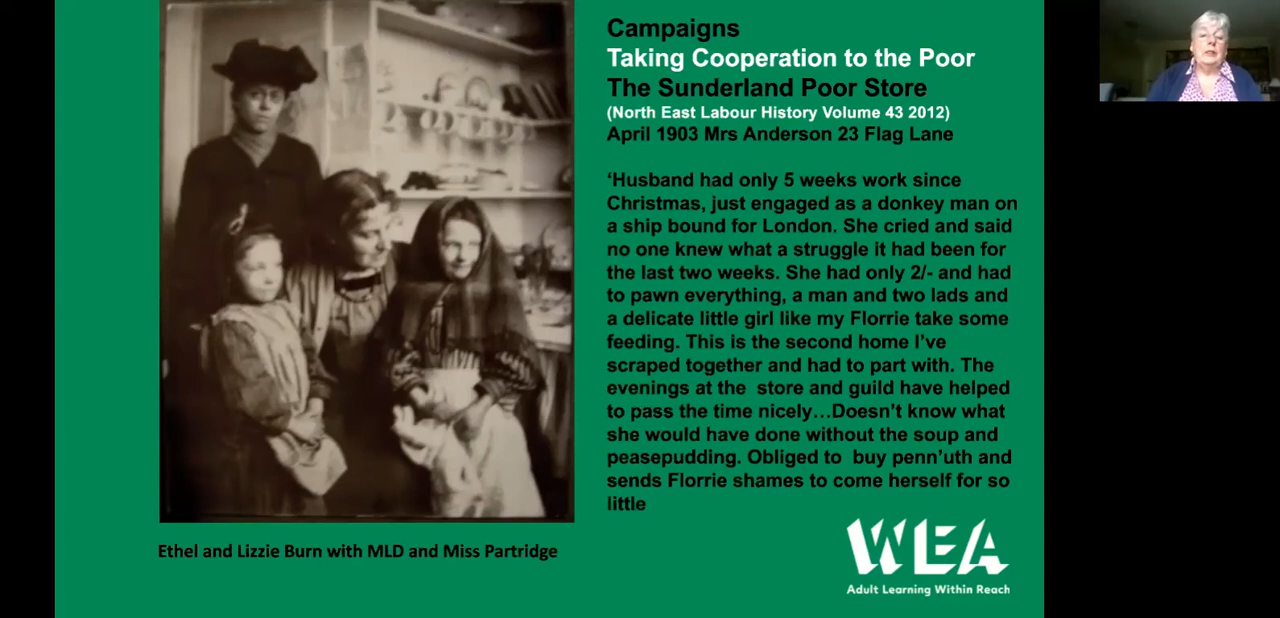 Campaigns
Taking Cooperation to the Poor
The Sunderland Poor Store
(North East Labour History Volume 43 2012)
April 1903 Mrs Anderson 23 Flag Lane
‘Husband had only 5 weeks work since
Christmas, just engaged as a donkey man on
a ship bound for London. She cried and said
no one knew what a struggle it had been for
the last two weeks. She had only 2/- and had
to pawn everything, a man and two lads and
a delicate little girl like my Florrie take some
feeding. This is the second home I’ve
scraped together and had to part with. The
evenings at the  store and guild have helped
to pass the time nicely…Doesn’t know what
she would have done without the soup and
peasepudding. Obliged to  buy penn’uth and
sends Florrie shames to come herself for so
little
Ethel and Lizzie Burn with MLD and Miss Partridge
WEA
Adult Learning Within Reach